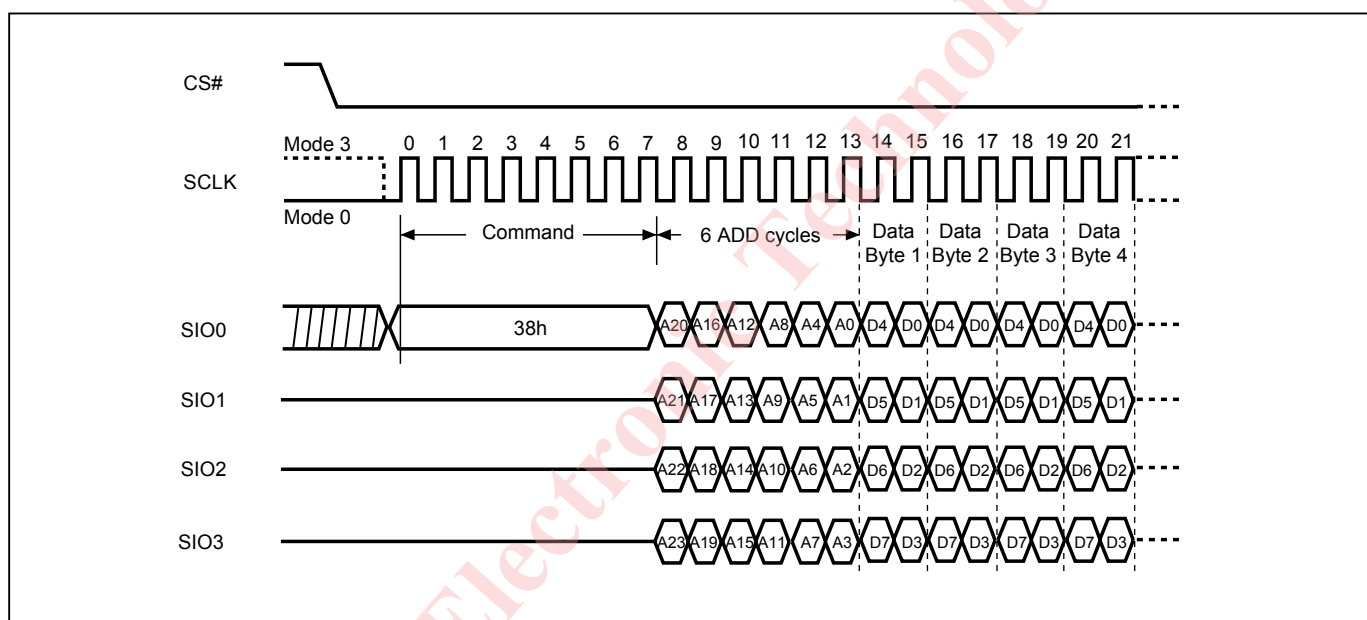 CS#
Mode 3
0 1 2 3 4 5 6 7 8 9 10 11 12 13 14 15 16 17 18 19 20 21
SCLK
Mode 0
Command
6 ADD cycles
Data Byte 1
Data Byte 2
Data Byte 3
Data Byte 4
SIO0
38h
A20 A16 A12 A8 A4 A0 D4 D0 D4 D0 D4 D0 D4 D0
SIO1
A21 A17 A13 A9 A5 A1 D5 D1 D5 D1 D5 D1 D5 D1
SIO2
A22 A18 A14 A10 A6 A2 D6 D2 D6 D2 D6 D2 D6 D2
SIO3
A23 A19 A15 A11 A7 A3 D7 D3 D7 D3 D7 D3 D7 D3
Electronic